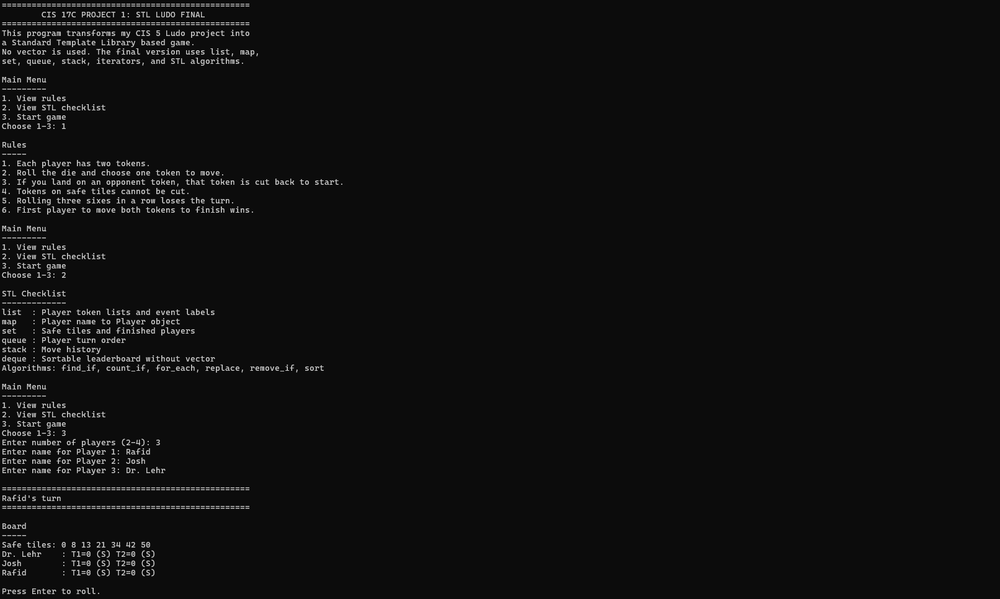 ==================================================
        CIS 17C PROJECT 1: STL LUDO FINAL
==================================================
This program transforms my CIS 5 Ludo project into
a Standard Template Library based game.
No vector is used. The final version uses list, map,
set, queue, stack, iterators, and STL algorithms.

Main Menu
---------
1. View rules
2. View STL checklist
3. Start game
Choose 1-3: 1

Rules
-----
1. Each player has two tokens.
2. Roll the die and choose one token to move.
3. If you land on an opponent token, that token is cut back to start.
4. Tokens on safe tiles cannot be cut.
5. Rolling three sixes in a row loses the turn.
6. First player to move both tokens to finish wins.

Main Menu
---------
1. View rules
2. View STL checklist
3. Start game
Choose 1-3: 2

STL Checklist
-------------
list  : Player token lists and event labels
map   : Player name to Player object
set   : Safe tiles and finished players
queue : Player turn order
stack : Move history
deque : Sortable leaderboard without vector
Algorithms: find_if, count_if, for_each, replace, remove_if, sort

Main Menu
---------
1. View rules
2. View STL checklist
3. Start game
Choose 1-3: 3
Enter number of players (2-4): 3
Enter name for Player 1: Rafid
Enter name for Player 2: Josh
Enter name for Player 3: Dr. Lehr

==================================================
Rafid's turn
==================================================

Board
-----
Safe tiles: 0 8 13 21 34 42 50
Dr. Lehr    : T1=0 (S) T2=0 (S)
Josh        : T1=0 (S) T2=0 (S)
Rafid       : T1=0 (S) T2=0 (S)

Press Enter to roll.